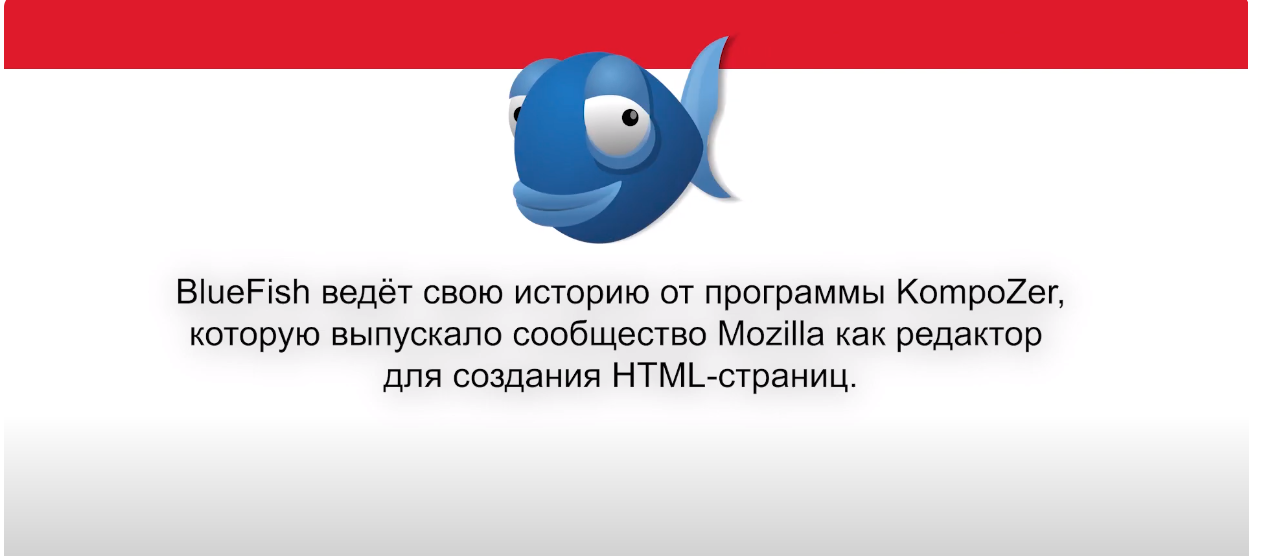 BlueFish ведёт свою историю от программы KompoZer,
которую выпускало сообщество Mozilla как редактор
для создания HTML-страниц.